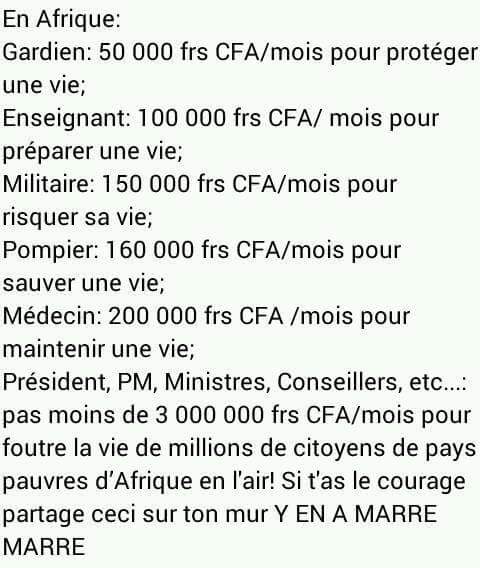 En Afrique:
Gardien: 50 000 frs CFA/mois pour protéger
une vie;
Enseignant: 100 000 frs CFA/ mois pour
préparer une vie;
Militaire: 150 000 frs CFA/mois pour
risquer sa vie;
Pompier: 160 000 frs CFA/mois pour
sauver une vie;
Médecin: 200 000 frs CFA /mois pour
maintenir une vie;
Président, PM, Ministres, Conseillers, etc...:
pas moins de 3 000 000 frs CFA/mois pour
foutre la vie de millions de citoyens de pays
pauvres d’Afrique en l'air! Si t'as le courage
partage ceci sur ton mur Y EN A MARRE
MARRE